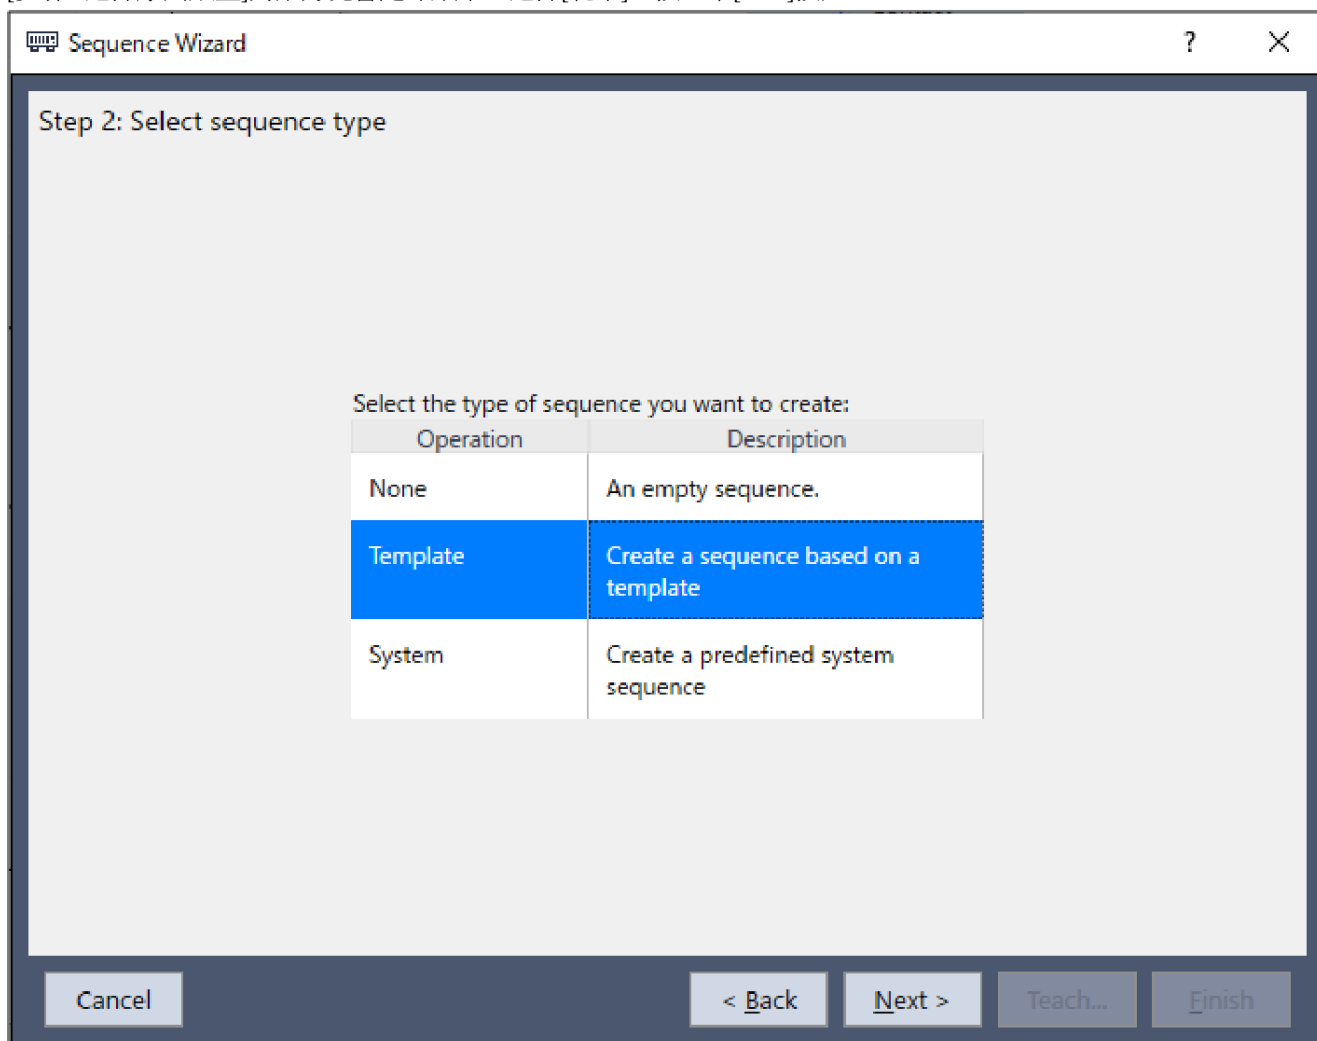 Sequence Wizard
?
Step 2: Select sequence type
Select the type of sequence you want to create:
Operation Description
None An empty sequence.
Template Create a sequence based on a
template
System Create a predefined system
sequence
Cancel < Back Next > Teach... Finish